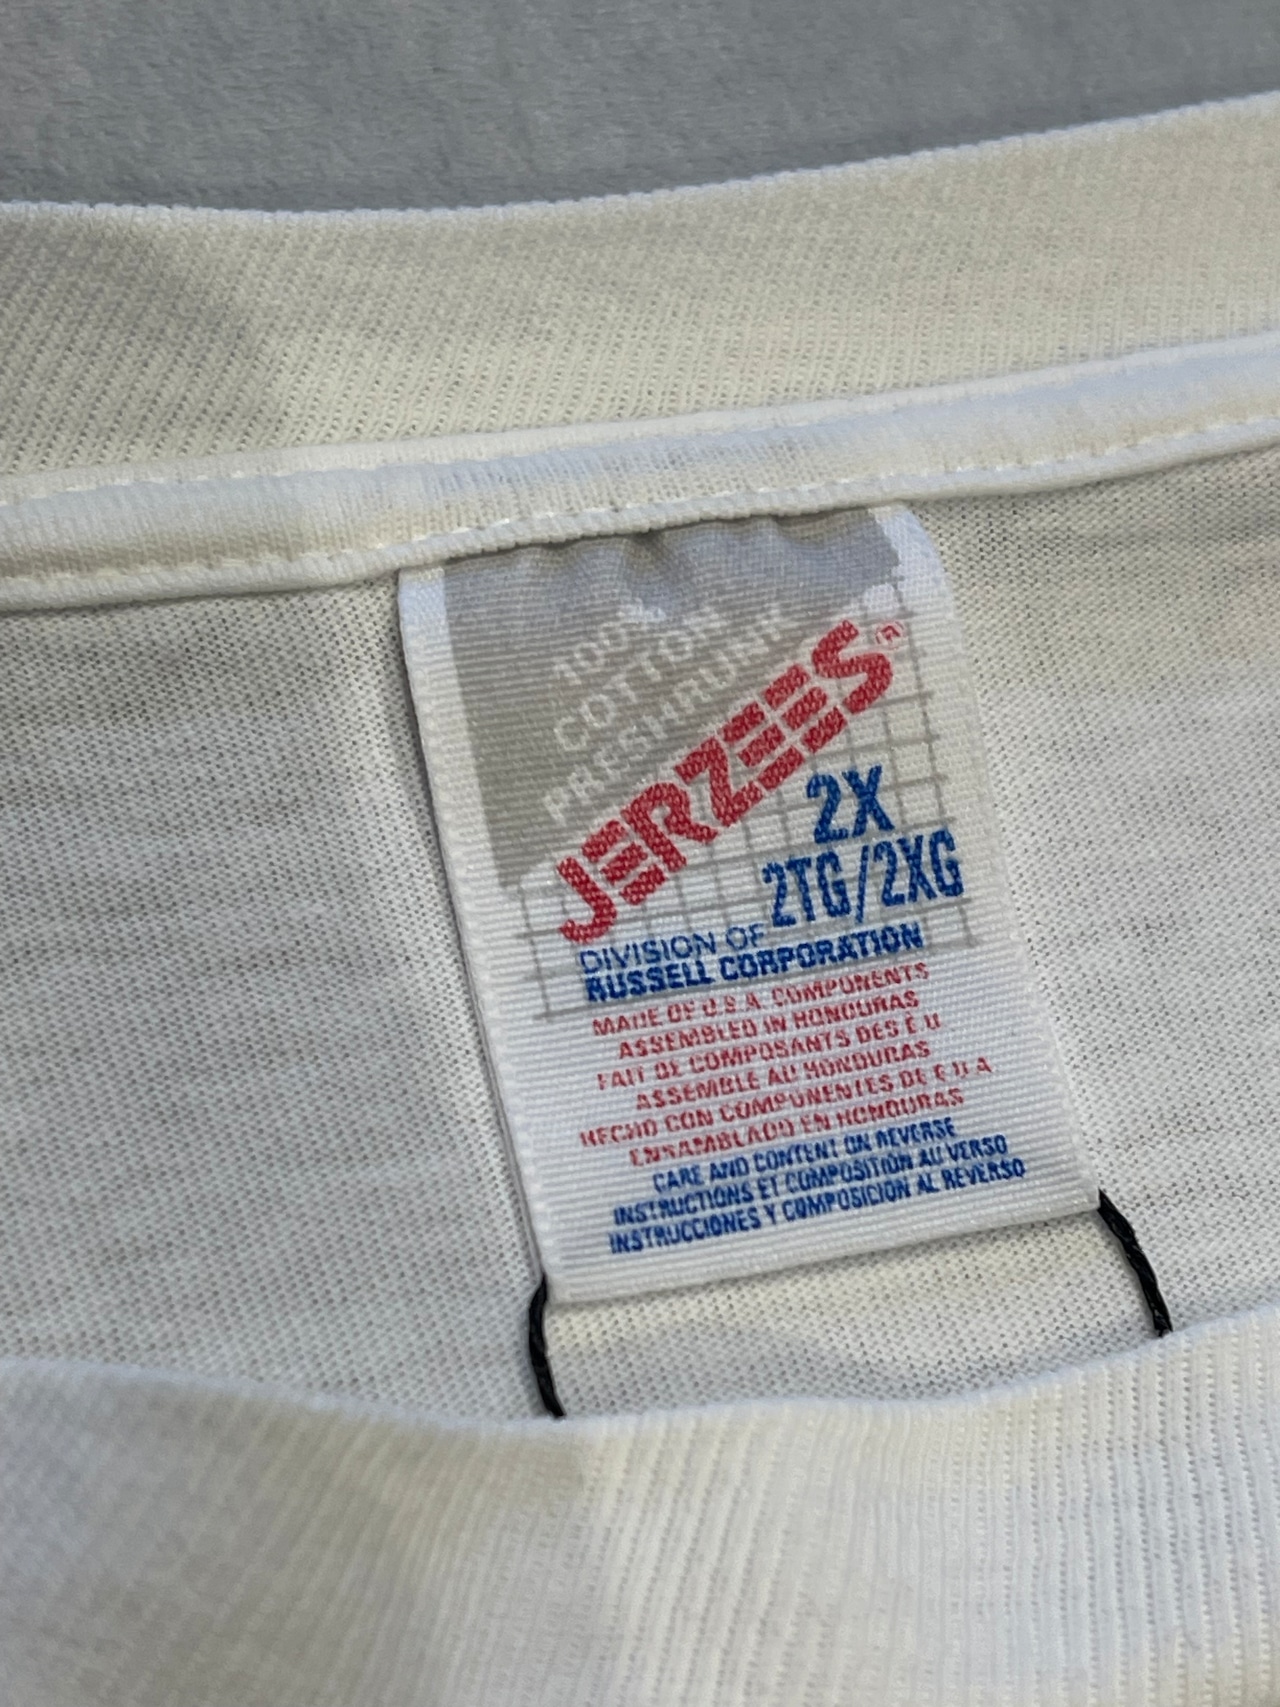 100%
COTTON
PRESHRUNK
JERZEES®
2X
2TG/2XG
DIVISION OF
RUSSELL CORPORATION
MADE OF U.S.A. COMPONENTS
ASSEMBLED IN HONDURAS
FAIT DE COMPOSANTS DES É U
ASSEMBLE AU HONDURAS
HECHO CON COMPONENTES DE E U A
ENSAMBLADO EN HONDURAS
CARE AND CONTENT ON REVERSE
INSTRUCTIONS ET COMPOSITION AU VERSO
INSTRUCCIONES Y COMPOSICION AL REVERSO